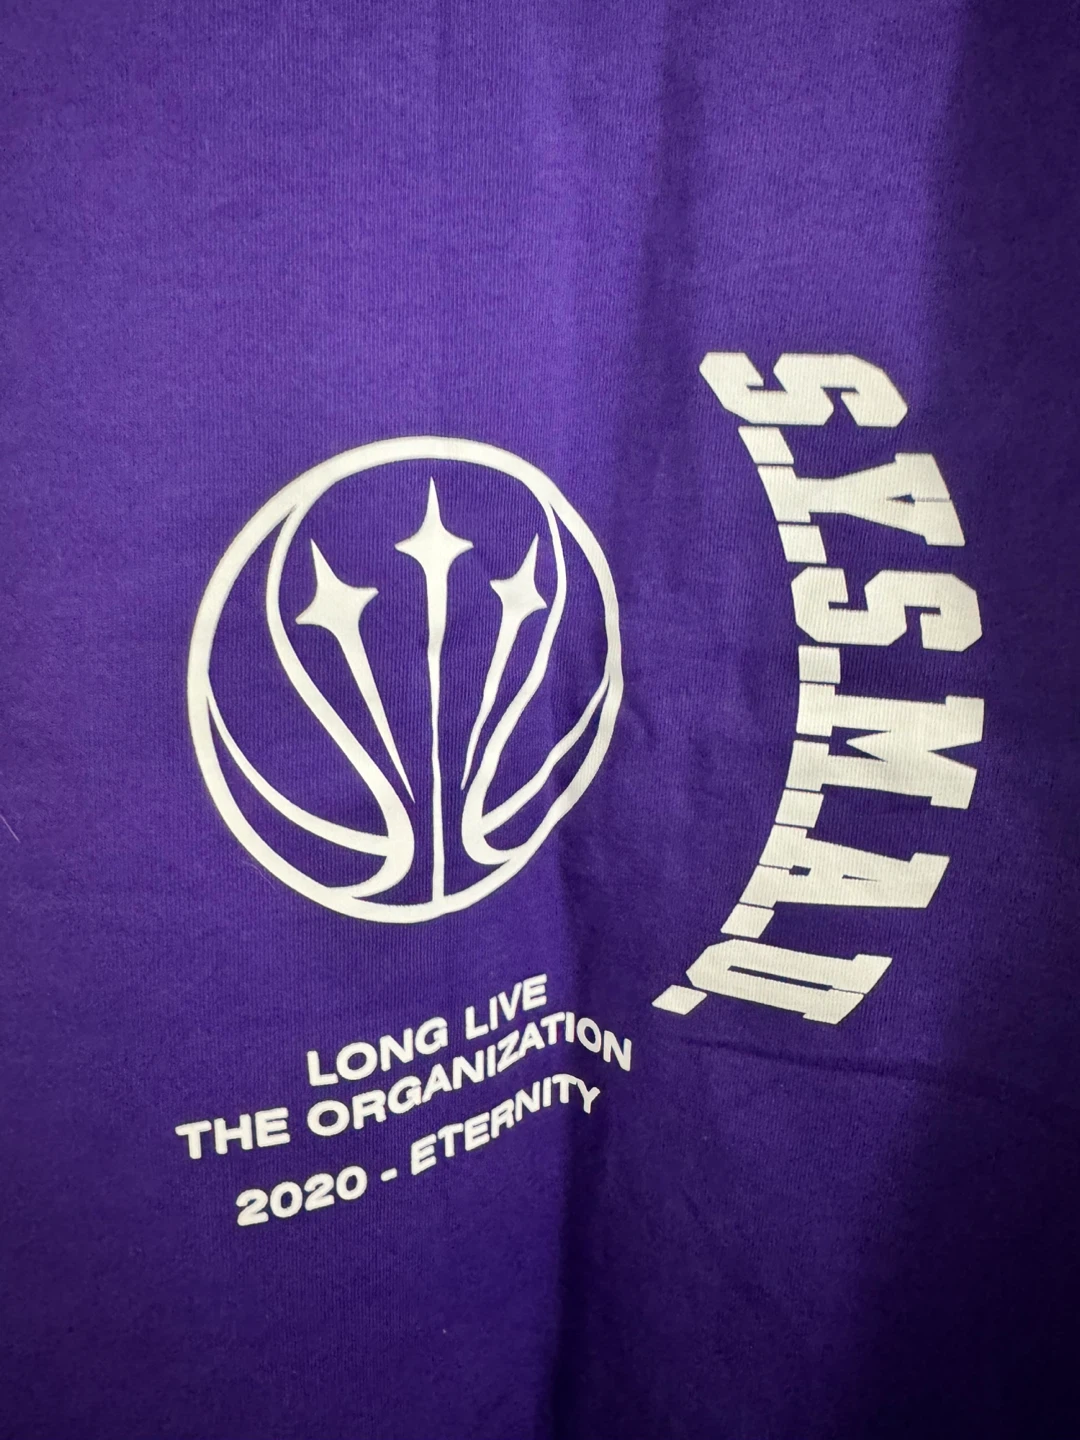 S.Y.S.M.A.U.
LONG LIVE
THE ORGANIZATION
2020 - ETERNITY